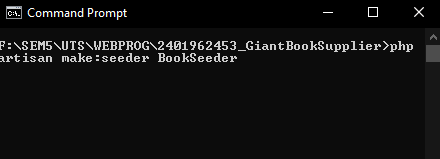 Command Prompt
F:\SEM5\UTS\WEBPROG\2401962453_GiantBookSupplier>php
artisan make:seeder BookSeeder